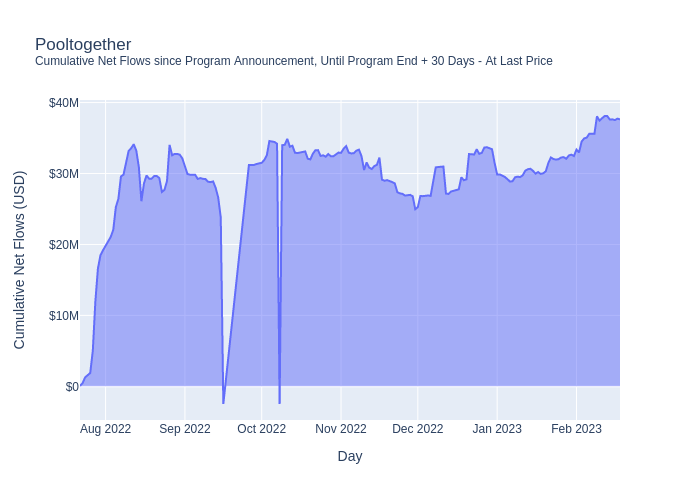 Pooltogether
Cumulative Net Flows since Program Announcement, Until Program End + 30 Days - At Last Price
Cumulative Net Flows (USD)
$40M
$30M
$20M
$10M
$0
Aug 2022 Sep 2022 Oct 2022 Nov 2022 Dec 2022 Jan 2023 Feb 2023
Day